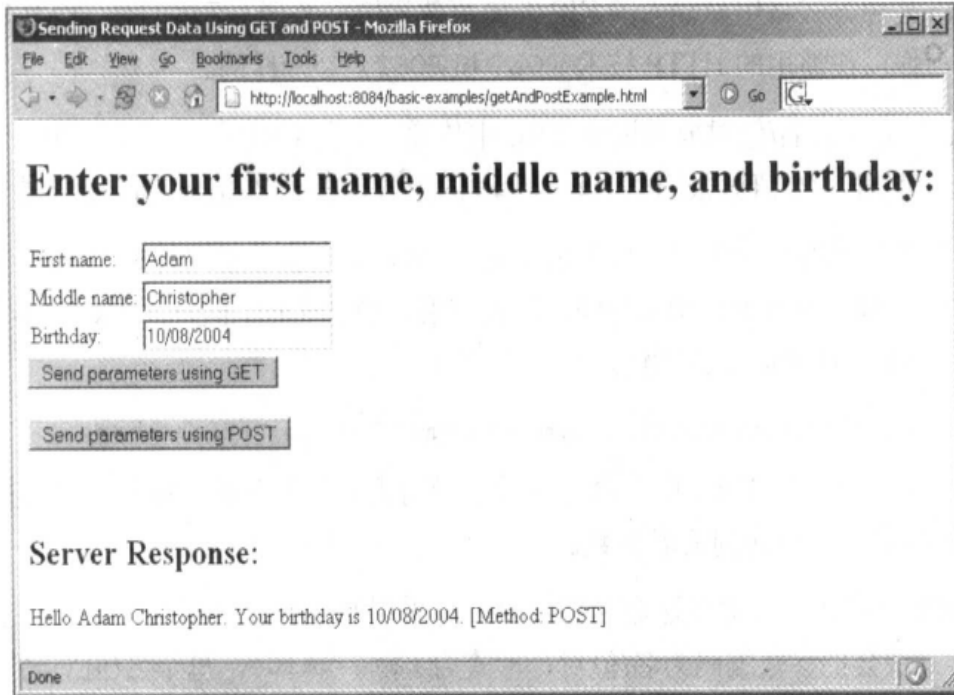 Sending Request Data Using GET and POST - Mozilla Firefox
File Edit View Go Bookmarks Tools Help
http://localhost:8084/basic-examples/getAndPostExample.html Go G
Enter your first name, middle name, and birthday:
First name: Adam
Middle name: Christopher
Birthday: 10/08/2004
Send parameters using GET
Send parameters using POST
Server Response:
Hello Adam Christopher. Your birthday is 10/08/2004. [Method: POST]
Done